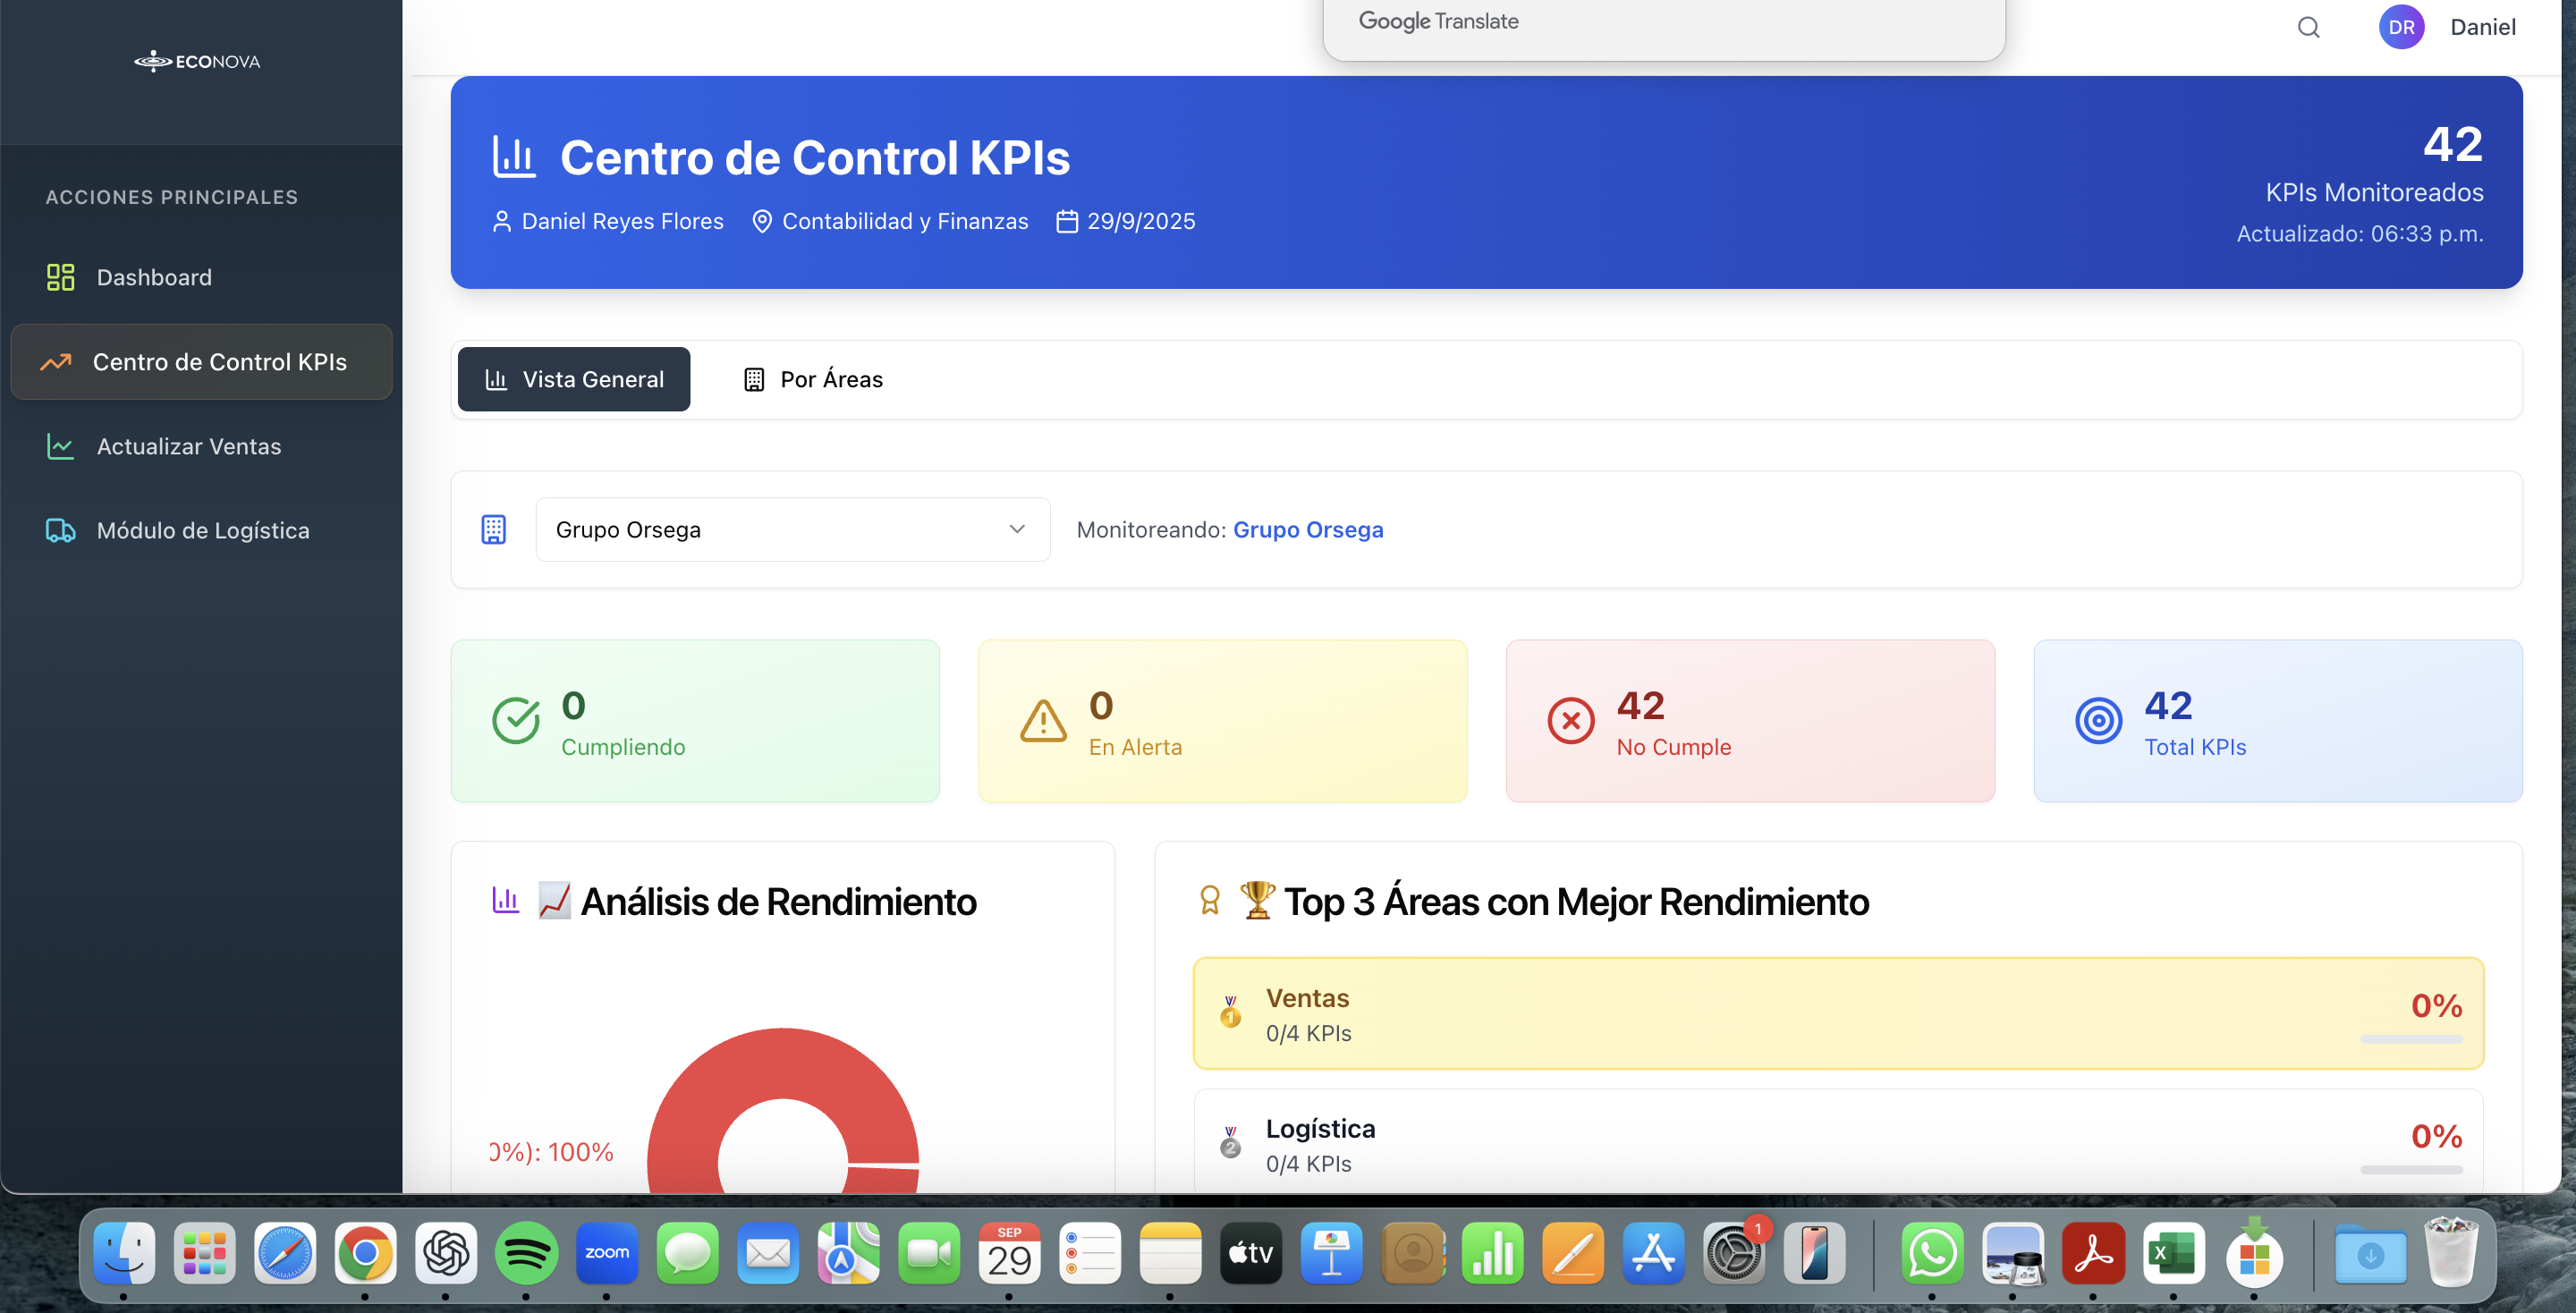 Google Translate
DR
Daniel
ECONOVA
ACCIONES PRINCIPALES
Dashboard
Centro de Control KPIs
Actualizar Ventas
Módulo de Logística
Centro de Control KPIs
Daniel Reyes Flores
Contabilidad y Finanzas
29/9/2025
42
KPIs Monitoreados
Actualizado: 06:33 p.m.
Vista General
Por Áreas
Grupo Orsega
Monitoreando: Grupo Orsega
0
Cumpliendo
0
En Alerta
42
No Cumple
42
Total KPIs
Análisis de Rendimiento
0%): 100%
Top 3 Áreas con Mejor Rendimiento
1
Ventas
0/4 KPIs
0%
2
Logística
0/4 KPIs
0%
zoom
SEP
29
tv
1
X